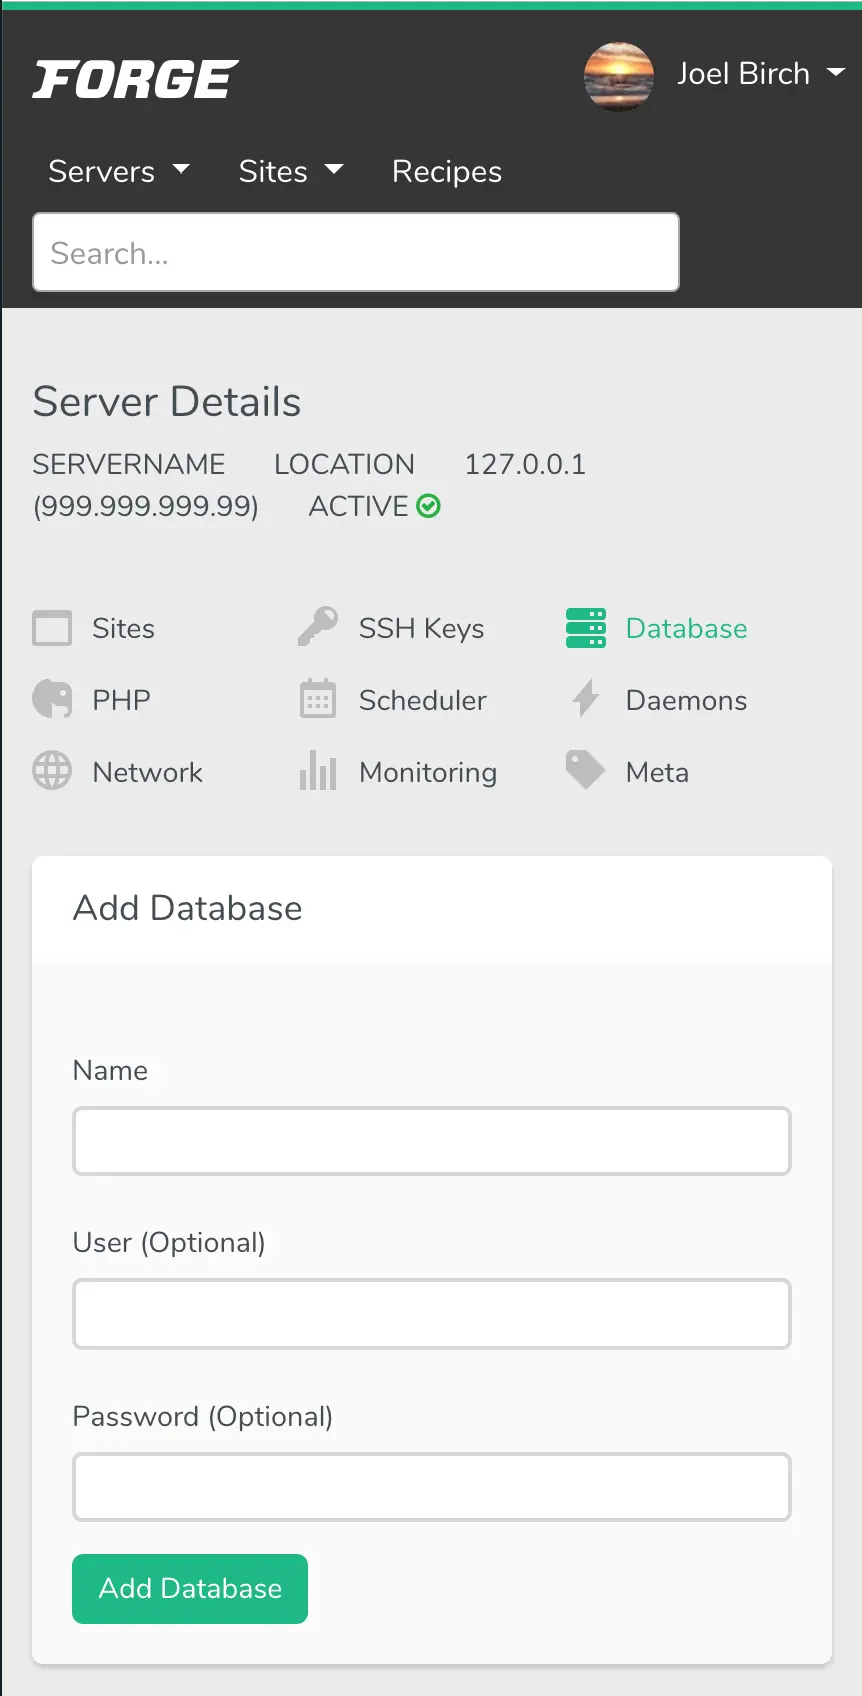 FORGE
Joel Birch
Servers Sites Recipes
Search...
Server Details
SERVERNAME LOCATION 127.0.0.1
(999.999.999.99) ACTIVE
Sites SSH Keys Database
PHP Scheduler Daemons
Network Monitoring Meta
Add Database
Name
User (Optional)
Password (Optional)
Add Database